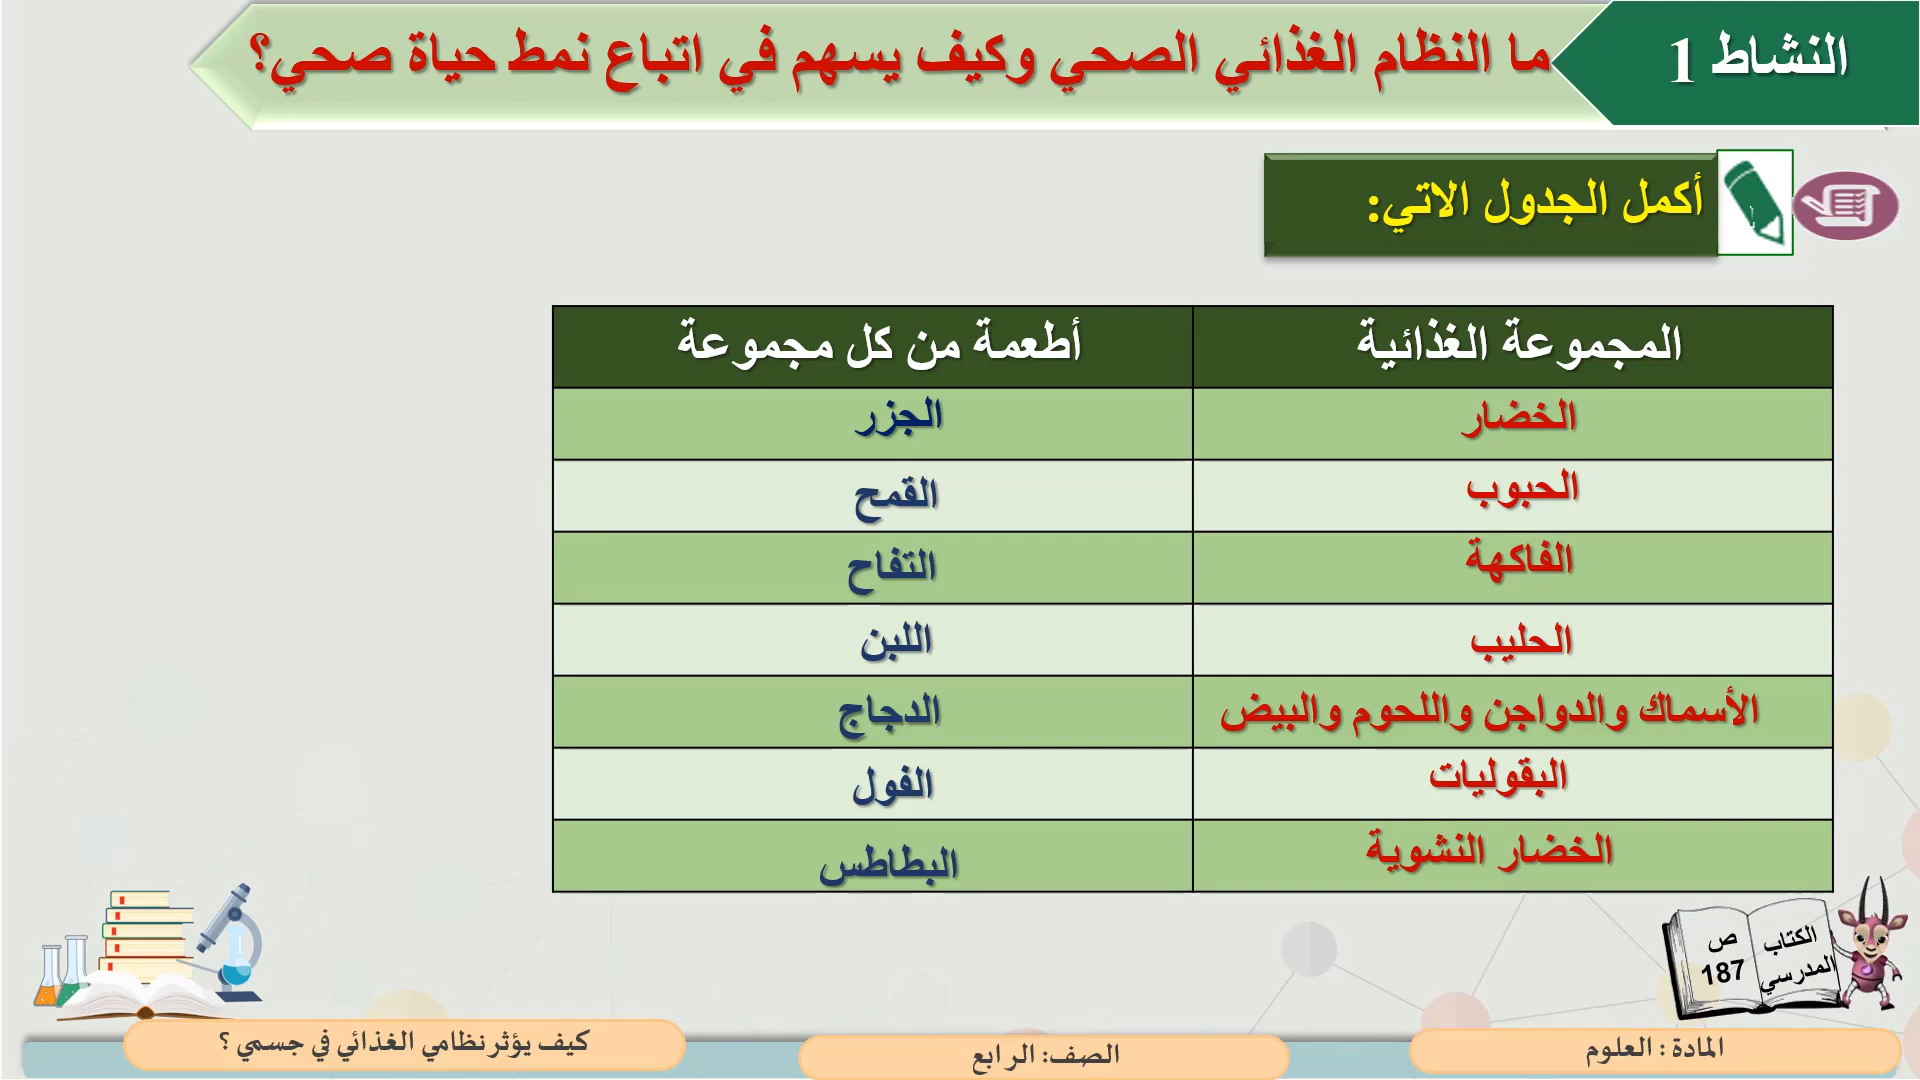 النشاط 1
ما النظام الغذائي الصحي وكيف يسهم في اتباع نمط حياة صحي؟
أكمل الجدول الاتي:
المجموعة الغذائية
أطعمة من كل مجموعة
الخضار
الجزر
الحبوب
القمح
الفاكهة
التفاح
الحليب
اللبن
الأسماك والدواجن واللحوم والبيض
الدجاج
البقوليات
الفول
الخضار النشوية
البطاطس
الكتاب
المدرسي
ص
187
المادة : العلوم
الصف: الرابع
كيف يؤثر نظامي الغذائي في جسمي ؟